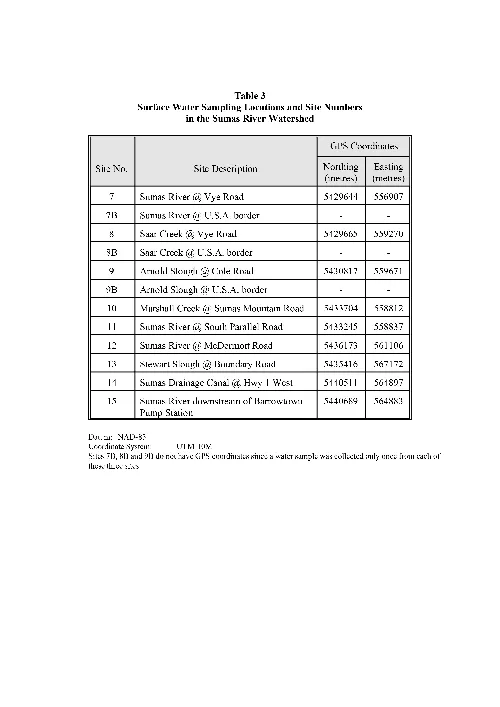 Table 3
Surface Water Sampling Locations and Site Numbers
in the Sumas River Watershed
Site No. Site Description GPS Coordinates
Northing (metres) Easting (metres)
7 Sumas River @ Vye Road 5429644 556907
7B Sumas River @ U.S.A. border - -
8 Saar Creek @ Vye Road 5429665 559270
8B Saar Creek @ U.S.A. border - -
9 Arnold Slough @ Cole Road 5430817 559671
9B Arnold Slough @ U.S.A. border - -
10 Marshall Creek @ Sumas Mountain Road 5433704 558812
11 Sumas River @ South Parallel Road 5433245 558837
12 Sumas River @ McDermott Road 5436173 561106
13 Stewart Slough @ Boundary Road 5435416 567172
14 Sumas Drainage Canal @ Hwy 1 West 5440511 564897
15 Sumas River downstream of Barrowtown 5440689 564883
Pump Station
Datum: NAD-83
Coordinate System UTM 10M
Sites 7B, 8B and 9B do not have GPS coordinates since a water sample was collected only once from each of
these three sites